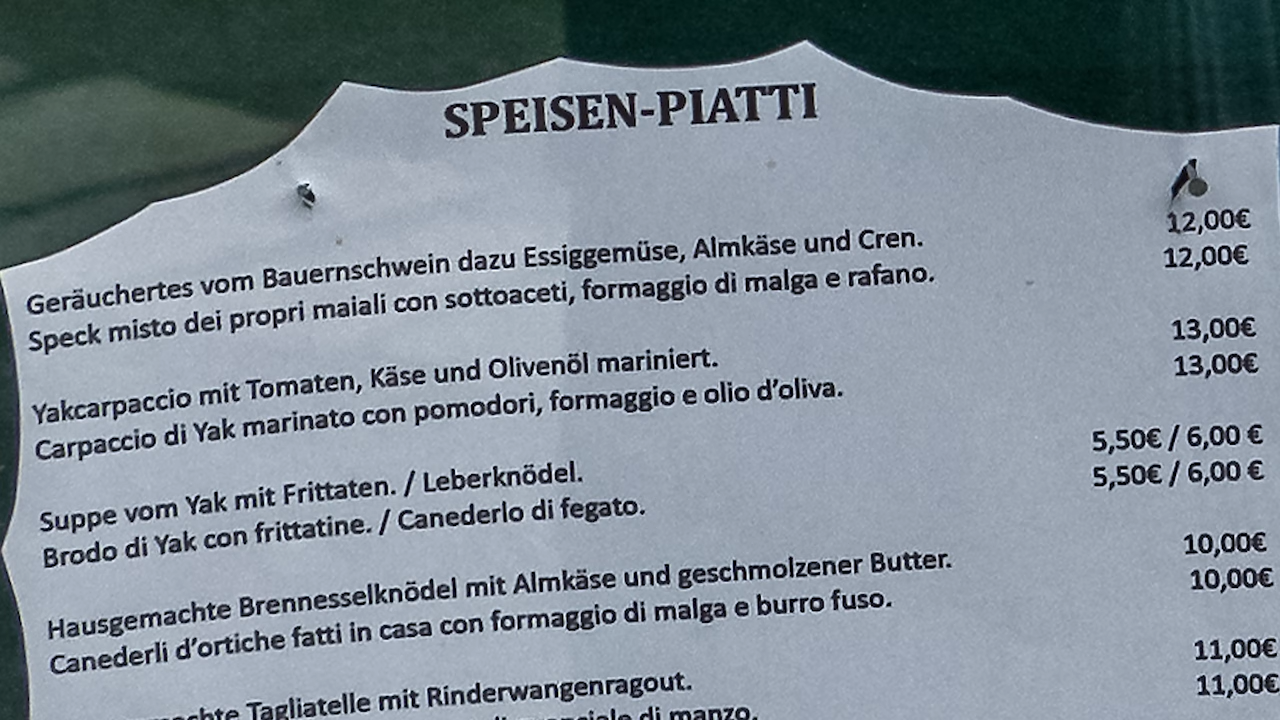 SPEISEN-PIATTI
Geräuchertes vom Bauernschwein dazu Essiggemüse, Almkäse und Cren. 12,00€
Speck misto dei propri maiali con sottoaceti, formaggio di malga e rafano. 12,00€
Yakcarpaccio mit Tomaten, Käse und Olivenöl mariniert. 13,00€
Carpaccio di Yak marinato con pomodori, formaggio e olio d’oliva. 13,00€
Suppe vom Yak mit Frittaten. / Leberknödel. 5,50€ / 6,00 €
Brodo di Yak con frittatine. / Canederlo di fegato. 5,50€ / 6,00 €
Hausgemachte Brennesselknödel mit Almkäse und geschmolzener Butter. 10,00€
Canederli d’ortiche fatti in casa con formaggio di malga e burro fuso. 10,00€
Tagliatelle mit Rinderwangenragout. 11,00€
di manzo. 11,00€